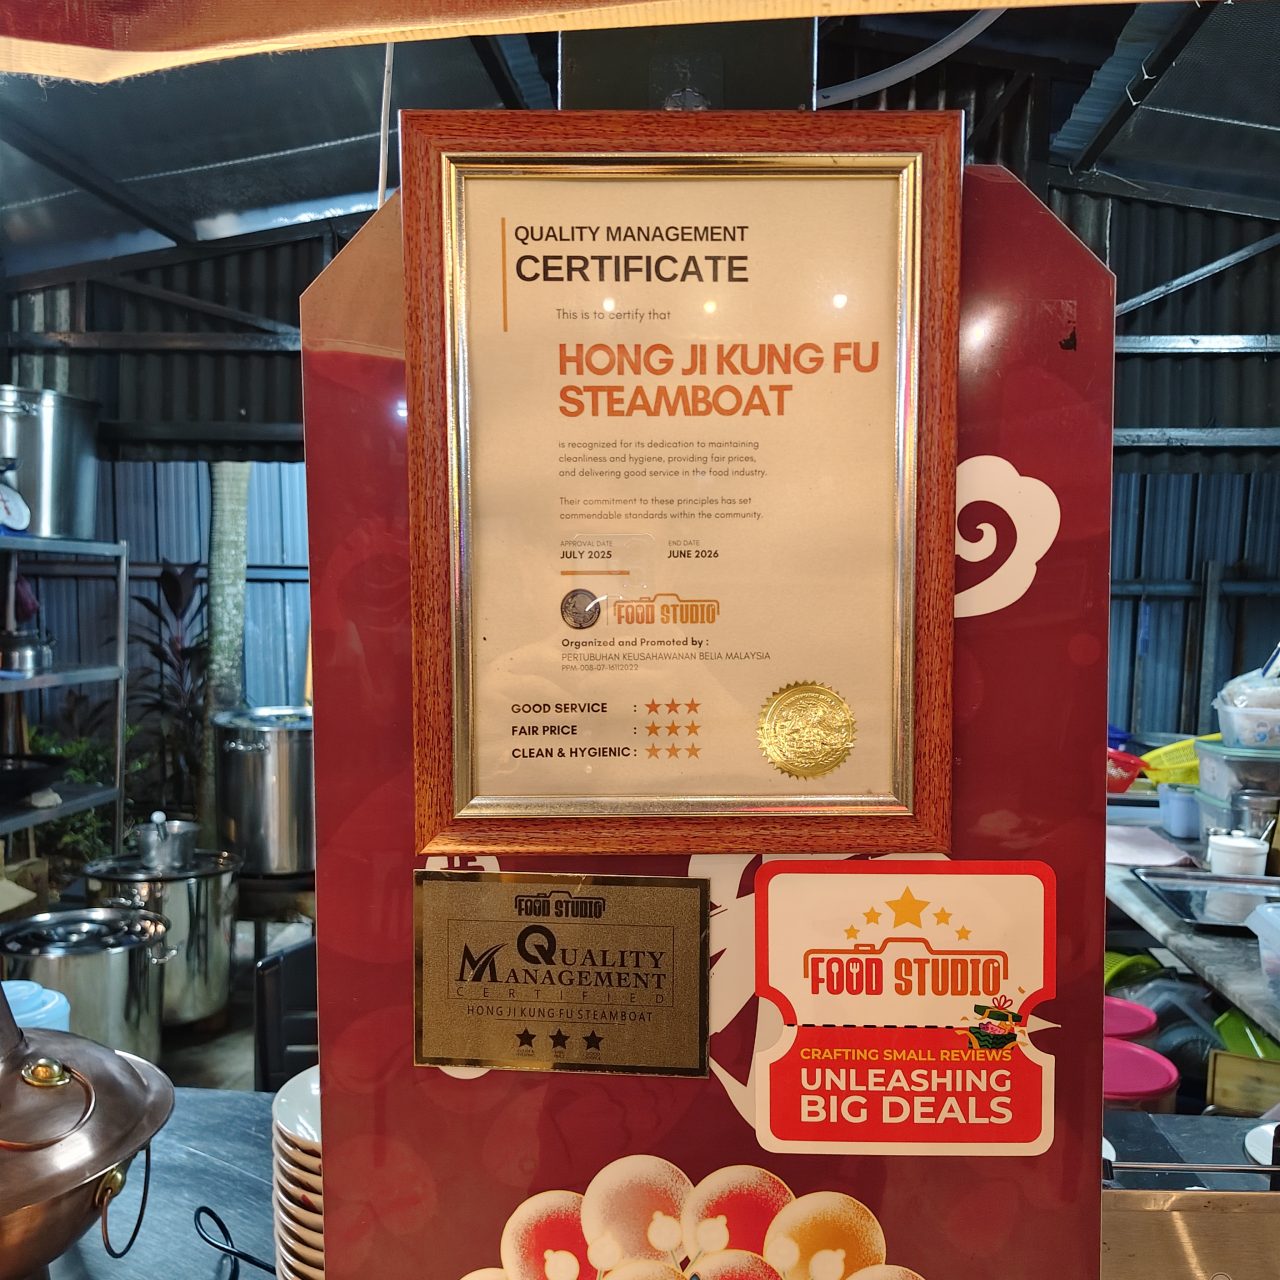 QUALITY MANAGEMENT
CERTIFICATE
This is to certify that
HONG JI KUNG FU
STEAMBOAT
is recognized for its dedication to maintaining
cleanliness and hygiene, providing fair prices,
and delivering good service in the food industry.
Their commitment to these principles has set
commendable standards within the community.
APPROVAL DATE
JULY 2025
END DATE
JUNE 2026
FOOD STUDIO
Organized and Promoted by :
PERTUBUHAN KEUSAHAWANAN BELIA MALAYSIA
PPM-008-07-16112022
GOOD SERVICE : ★★★
FAIR PRICE : ★★★
CLEAN & HYGIENIC : ★★★
FOOD STUDIO
QUALITY
MANAGEMENT
CERTIFIED
HONG JI KUNG FU STEAMBOAT
FOOD STUDIO
CRAFTING SMALL REVIEWS
UNLEASHING
BIG DEALS